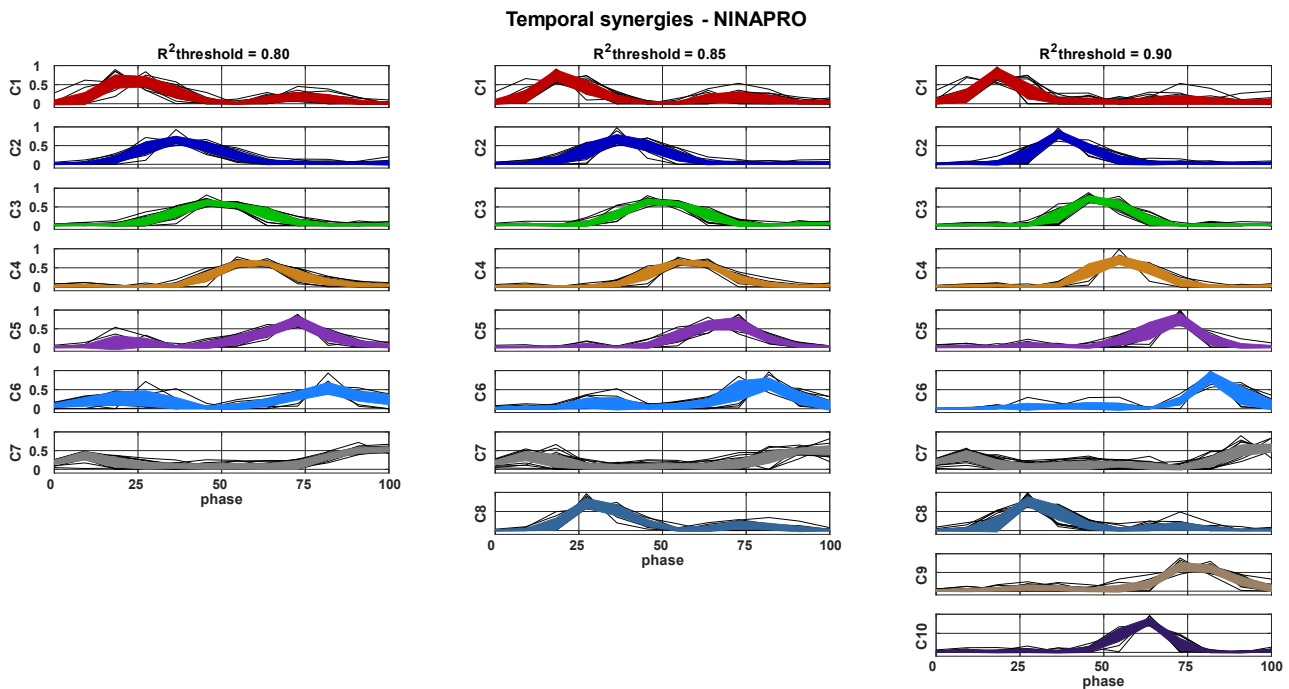 Temporal synergies - NINAPRO
R2threshold = 0.80
1
0.5
0
C1
1
0.5
0
C2
1
0.5
0
C3
1
0.5
0
C4
1
0.5
0
C5
1
0.5
0
C6
1
0.5
0
C7
0 25 50 75 100
phase
R2threshold = 0.85
C1
C2
C3
C4
C5
C6
C7
C8
0 25 50 75 100
phase
R2threshold = 0.90
C1
C2
C3
C4
C5
C6
C7
C8
C9
C10
0 25 50 75 100
phase